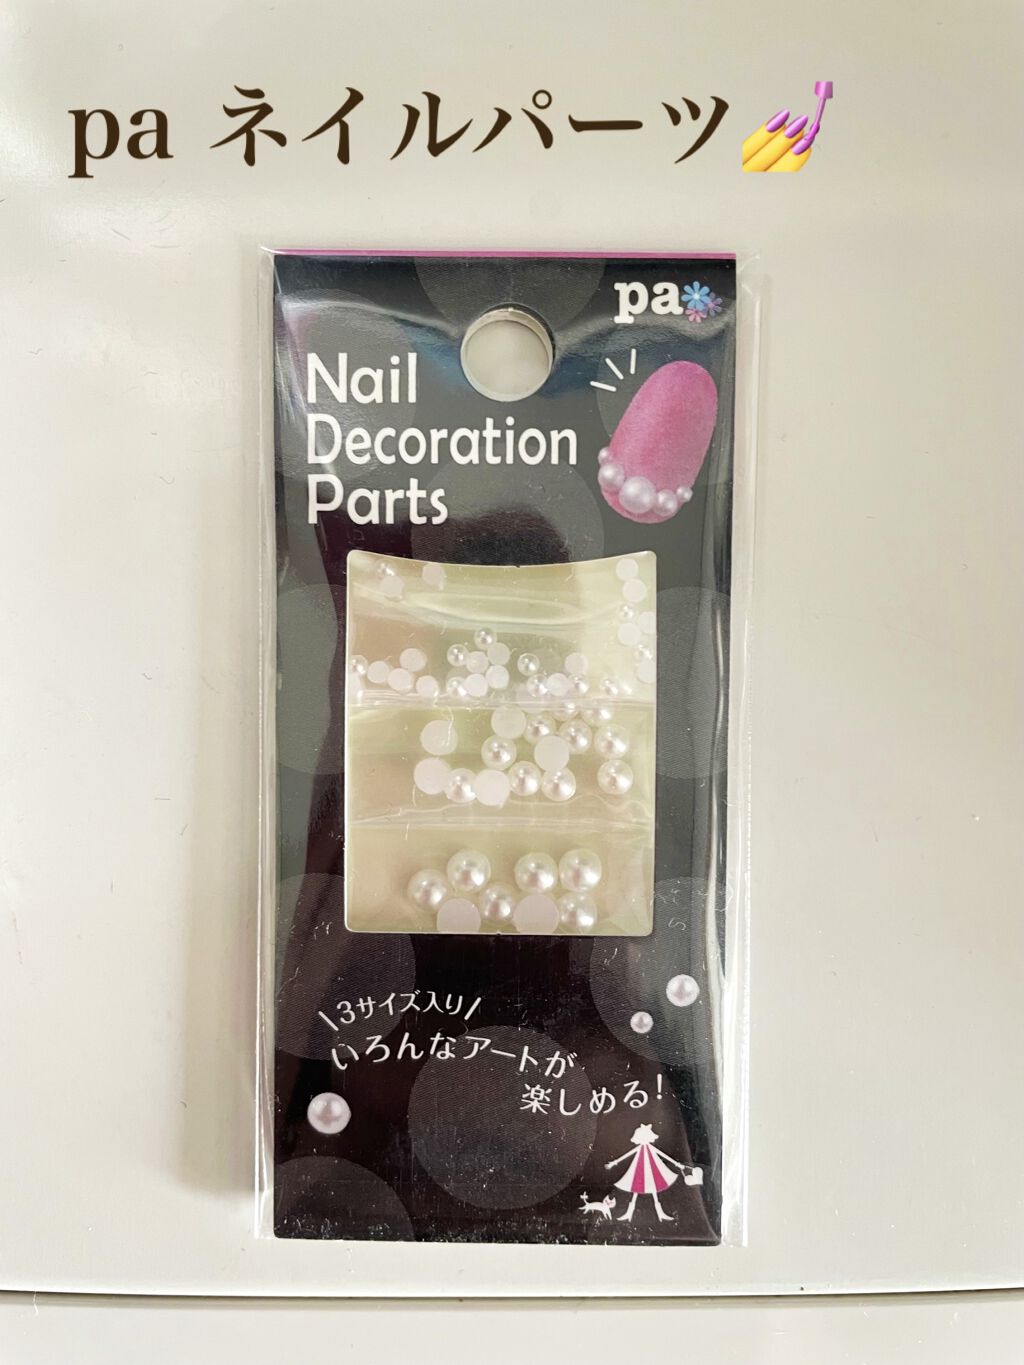 pa ネイルパーツ💅
pa
Nail
Decoration
Parts
\3サイズ入り/
いろんなアートが
楽しめる!